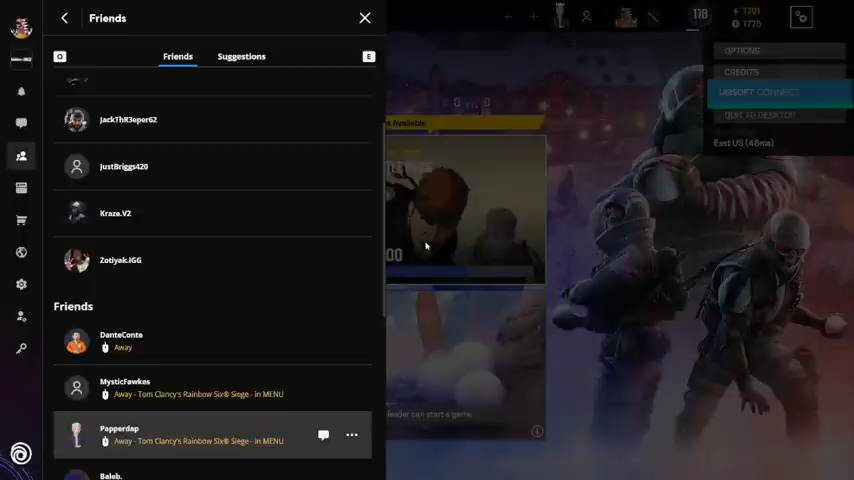 Friends
118
1701
1775
Q
Friends
Suggestions
E
OPTIONS
CREDITS
UBISOFT CONNECT
QUIT TO DESKTOP
East US (48ms)
JackThR3eper62
s Available
JustBriggs420
Kraze.V2
00
Zotiyak.IGG
Friends
DanteConte
Away
MysticFawkes
Away - Tom Clancy's Rainbow Six® Siege - in MENU
leader can start a game.
Papperdap
Away - Tom Clancy's Rainbow Six® Siege - in MENU
Baleb.